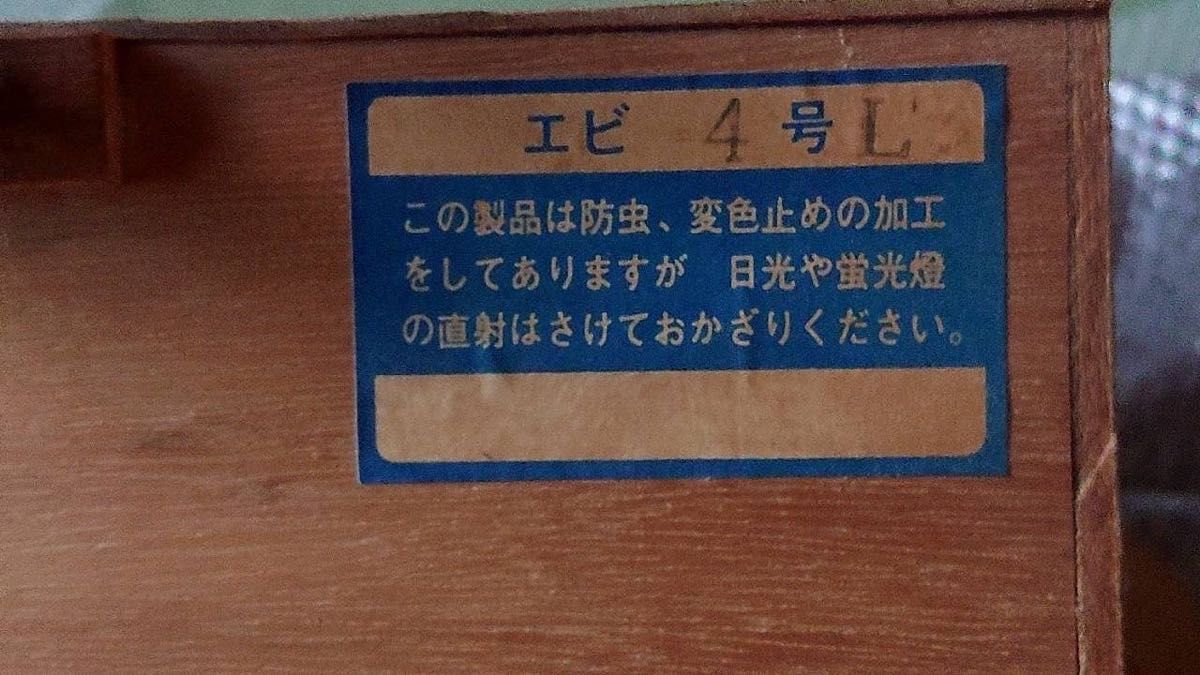 エビ 4 号 L
この製品は防虫、変色止めの加工
をしてありますが 日光や蛍光燈
の直射はさけておかざりください。